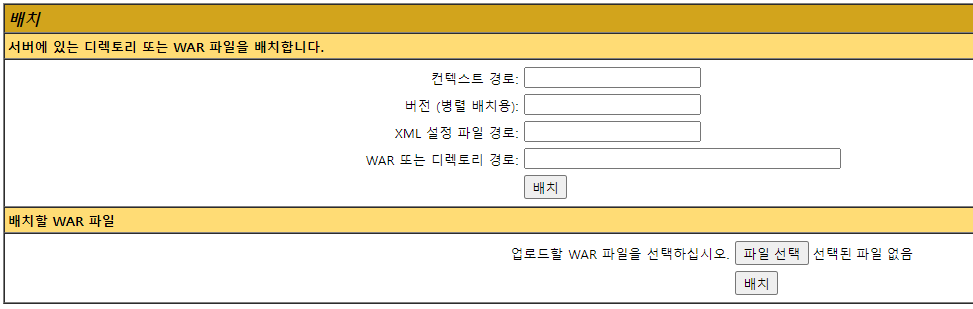 배치
서버에 있는 디렉토리 또는 WAR 파일을 배치합니다.
컨텍스트 경로:
버전 (병렬 배치용):
XML 설정 파일 경로:
WAR 또는 디렉토리 경로:
배치
배치할 WAR 파일
업로드할 WAR 파일을 선택하십시오. 파일 선택 선택된 파일 없음
배치